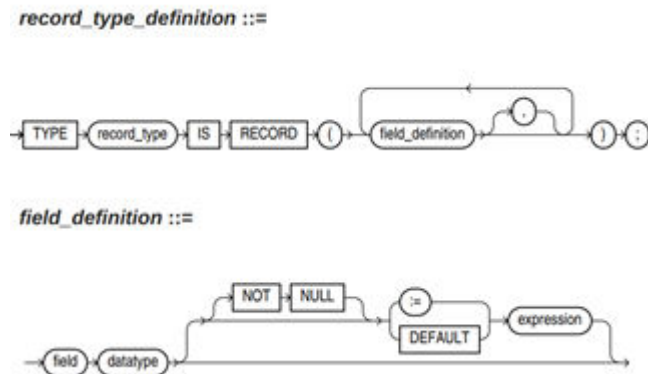 record_type_definition ::=
TYPE record_type IS RECORD ( field_definition , ) ;
field_definition ::=
NOT NULL := DEFAULT expression
field datatype